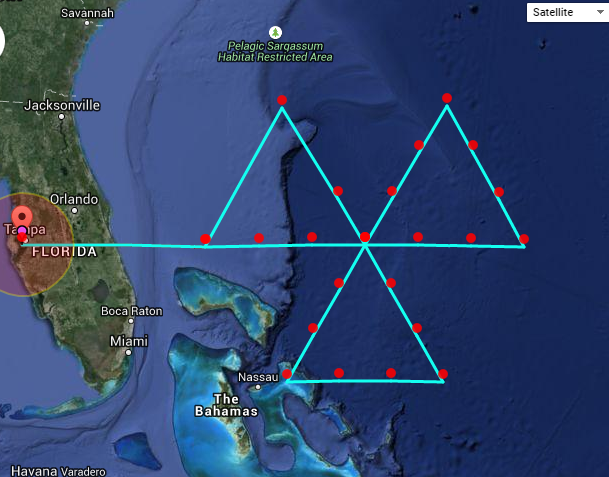 Savannah
Satellite
Pelagic Sargassum
Habitat Restricted Area
Jacksonville
Orlando
Tampa
FLORIDA
Boca Raton
Miami
Nassau
The
Bahamas
Havana Varadero